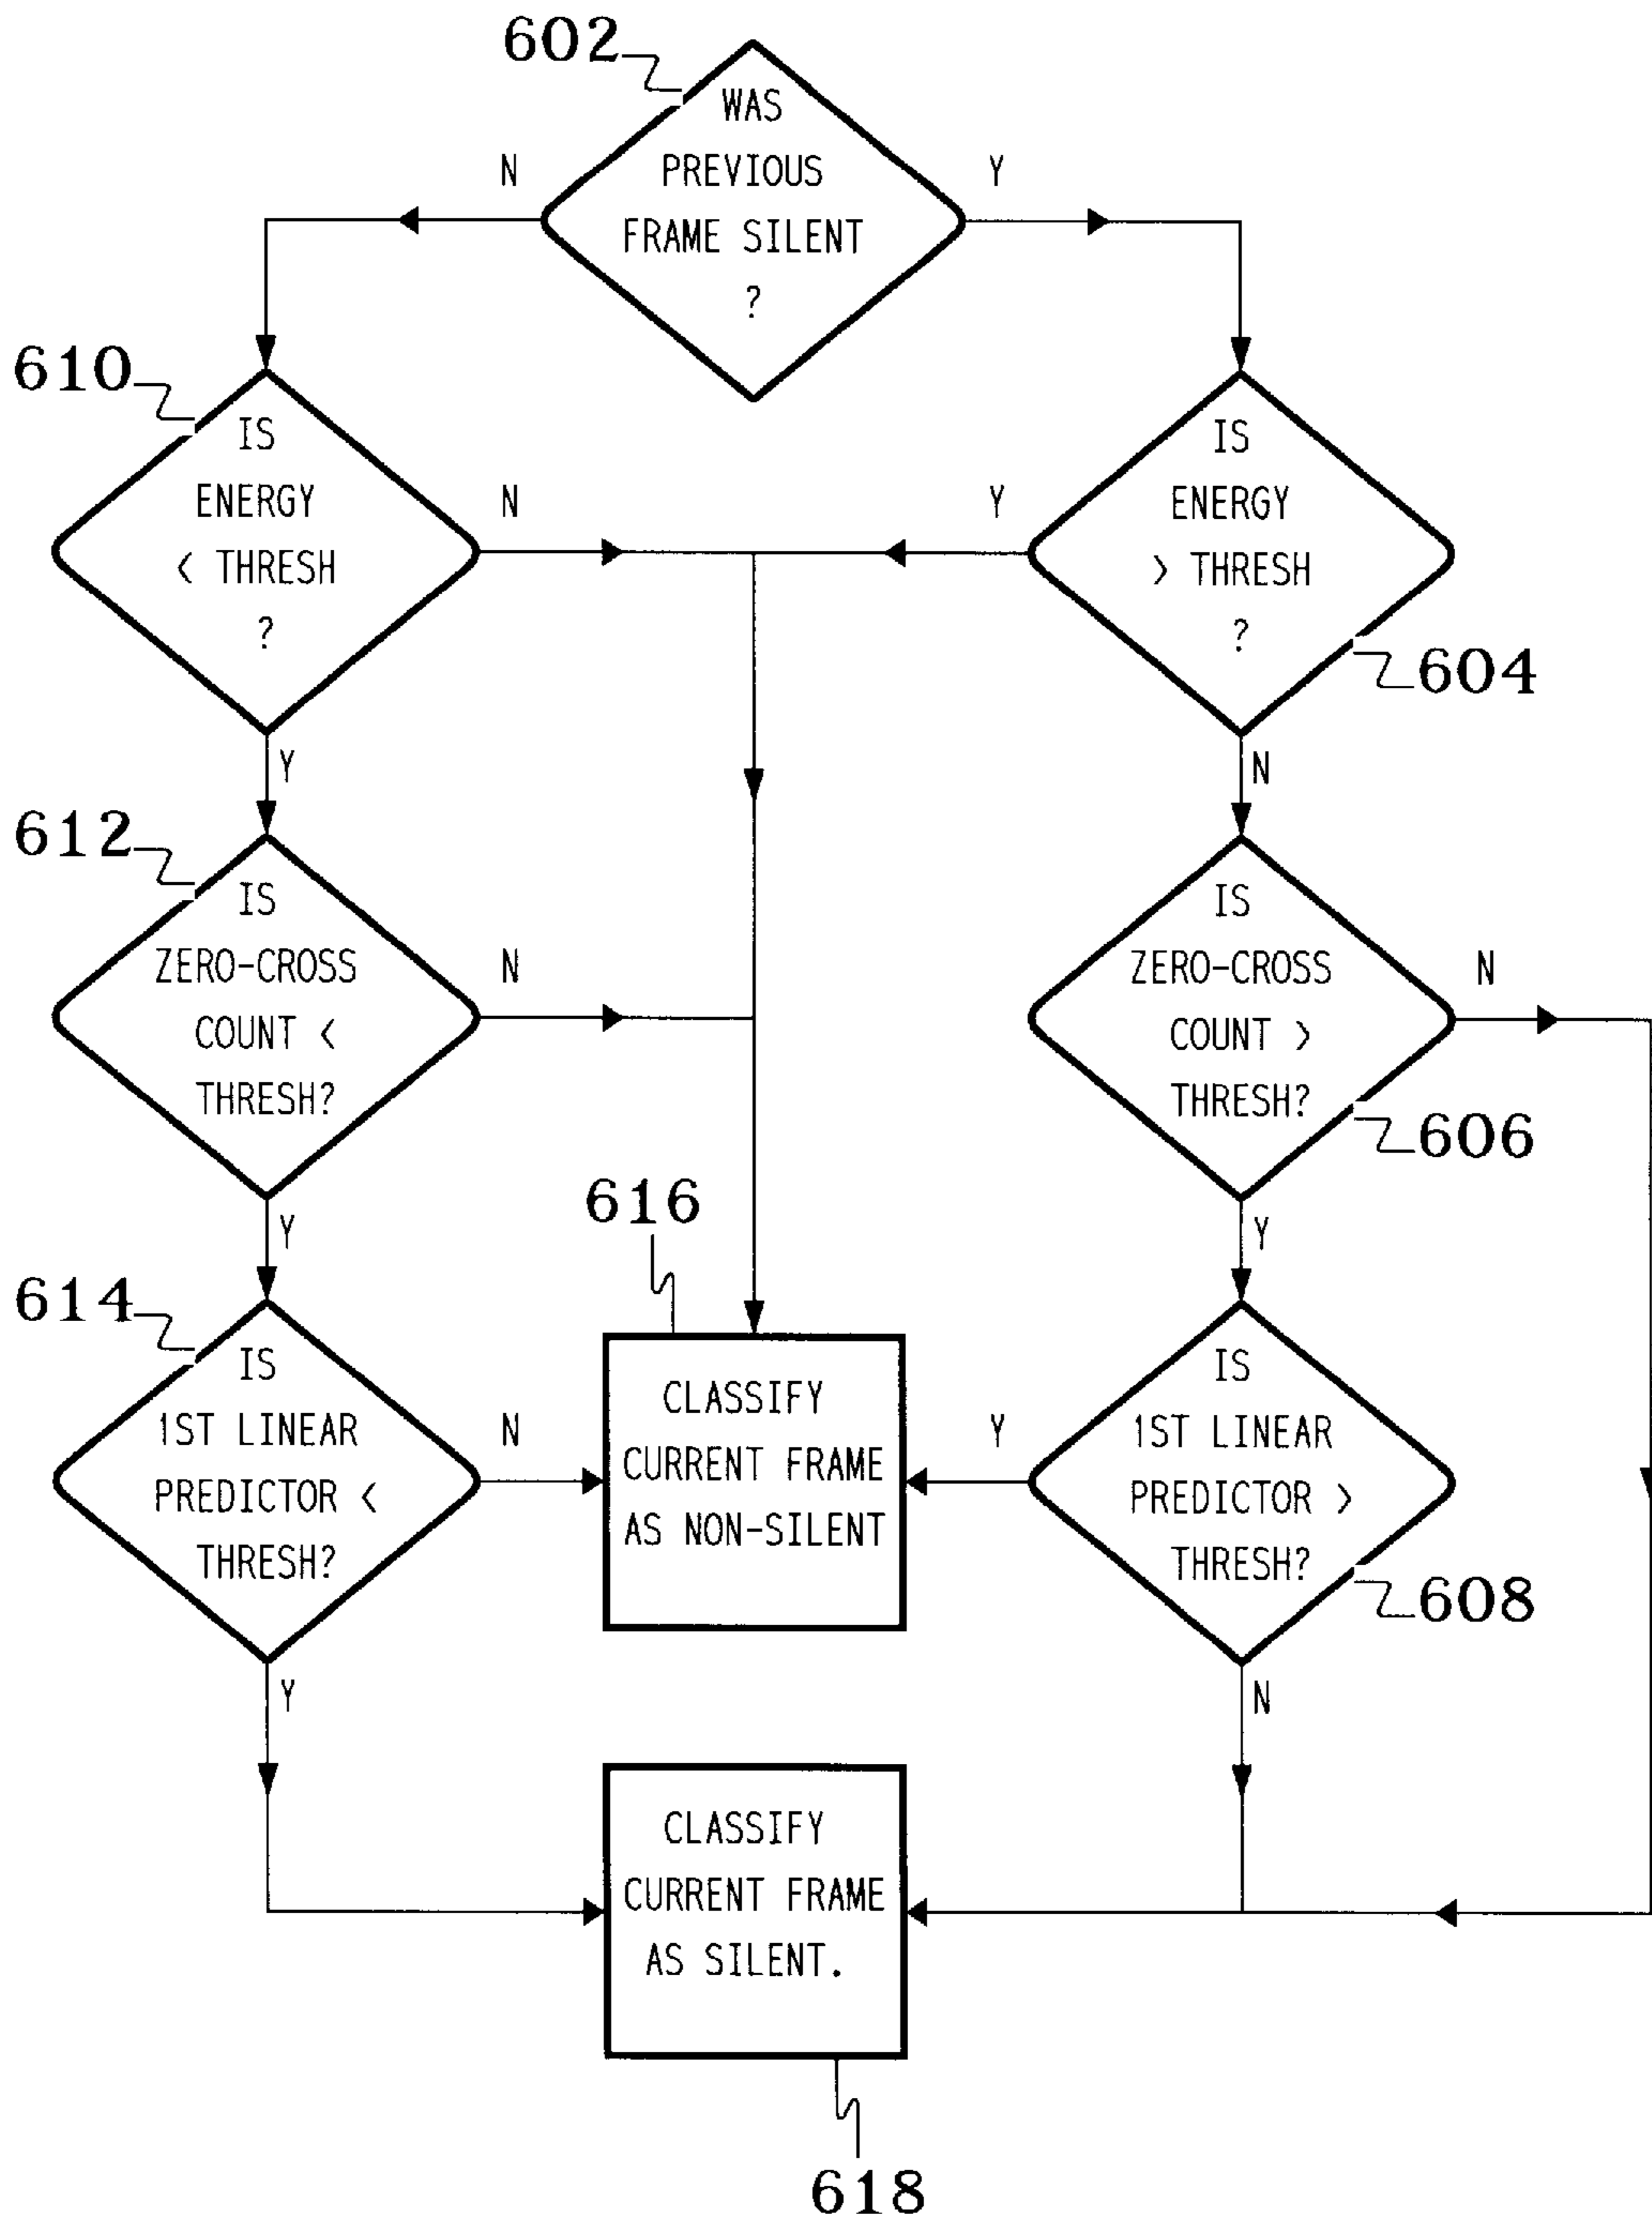 602
WAS
PREVIOUS
FRAME SILENT
?
N
Y
610
IS
ENERGY
< THRESH
?
N
Y
IS
ENERGY
> THRESH
?
604
Y
N
612
IS
ZERO-CROSS
COUNT <
THRESH?
N
Y
IS
ZERO-CROSS
COUNT >
THRESH?
606
N
Y
614
IS
1ST LINEAR
PREDICTOR <
THRESH?
N
Y
616
CLASSIFY
CURRENT FRAME
AS NON-SILENT
Y
IS
1ST LINEAR
PREDICTOR >
THRESH?
608
N
CLASSIFY
CURRENT FRAME
AS SILENT.
618